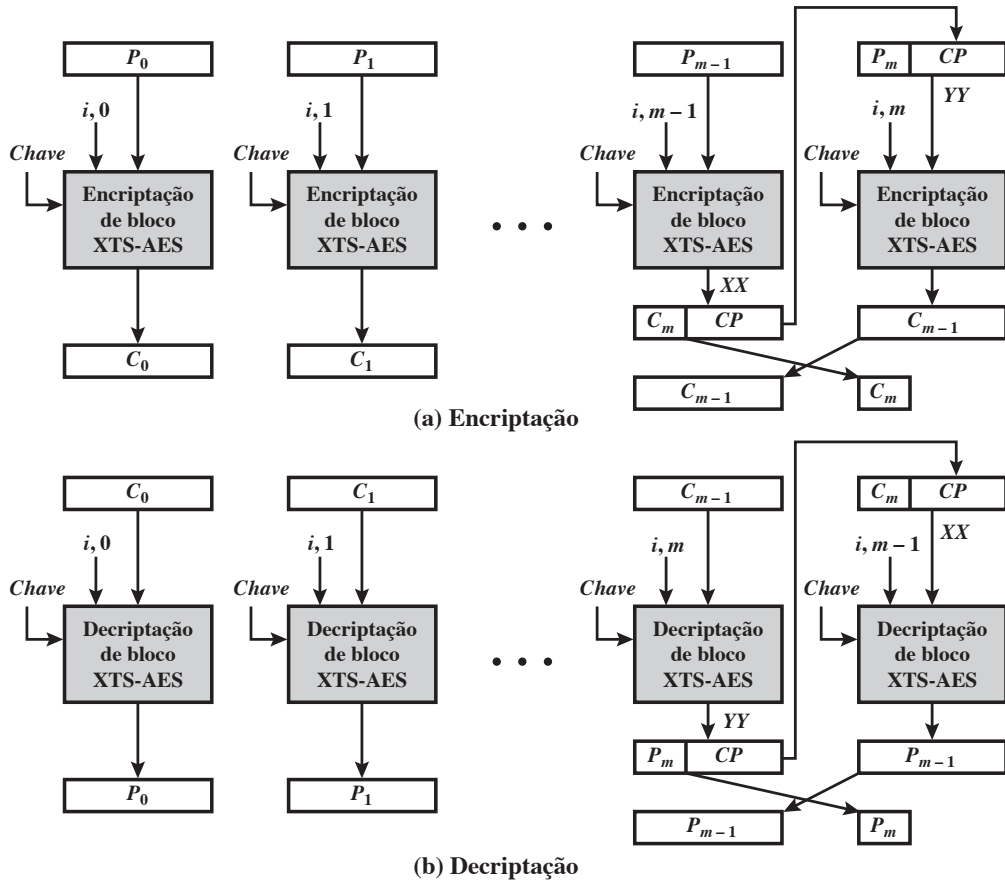 P0 P1 Pm−1 Pm CP
YY
i, 0 i, 1 i, m − 1 i, m
Chave Chave Chave Chave
Encriptação de bloco XTS-AES
Encriptação de bloco XTS-AES
. . .
Encriptação de bloco XTS-AES
Encriptação de bloco XTS-AES
XX
Cm CP Cm−1
C0 C1 Cm−1 Cm
(a) Encriptação
C0 C1 Cm−1 Cm CP
XX
i, 0 i, 1 i, m i, m − 1
Chave Chave Chave Chave
Decriptação de bloco XTS-AES
Decriptação de bloco XTS-AES
. . .
Decriptação de bloco XTS-AES
Decriptação de bloco XTS-AES
YY
Pm CP Pm−1
P0 P1 Pm−1 Pm
(b) Decriptação